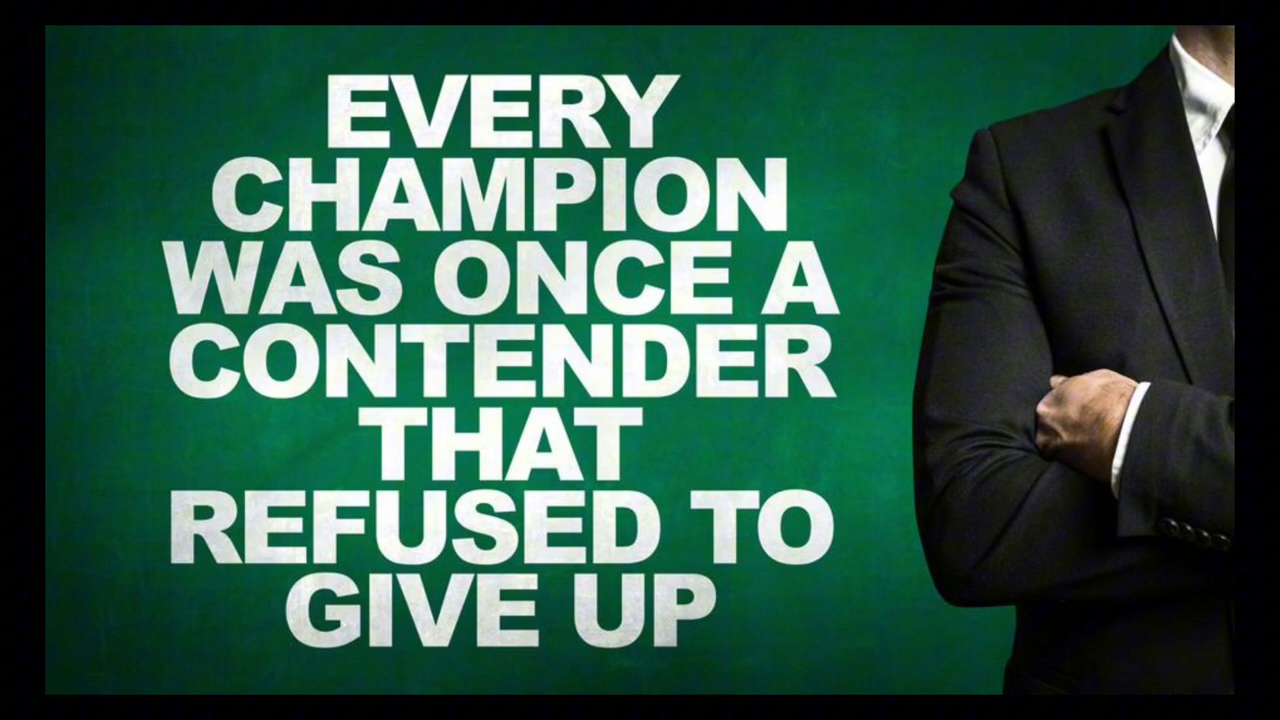 EVERY
CHAMPION
WAS ONCE A
CONTENDER
THAT
REFUSED TO
GIVE UP